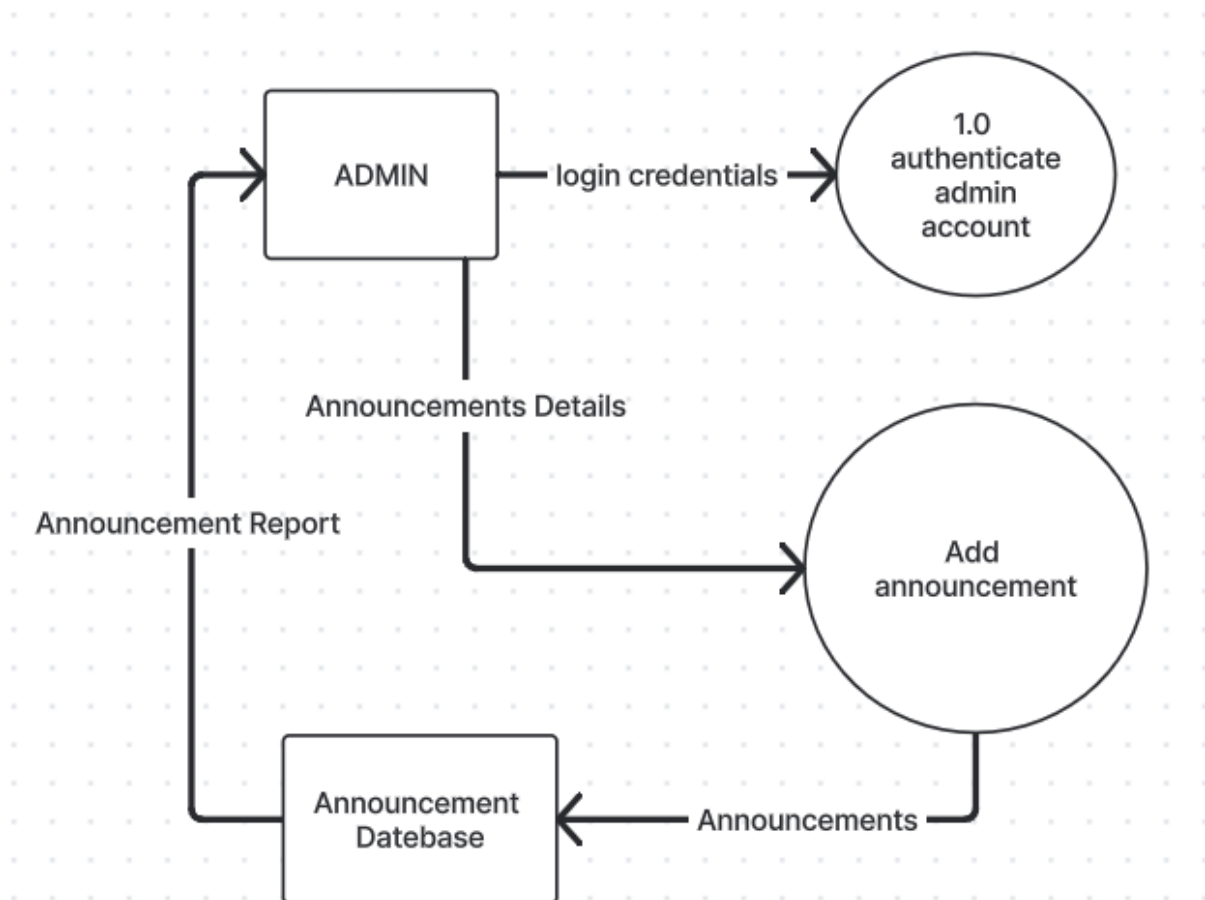 ADMIN
login credentials
1.0
authenticate
admin
account
Announcements Details
Announcement Report
Add
announcement
Announcement
Datebase
Announcements